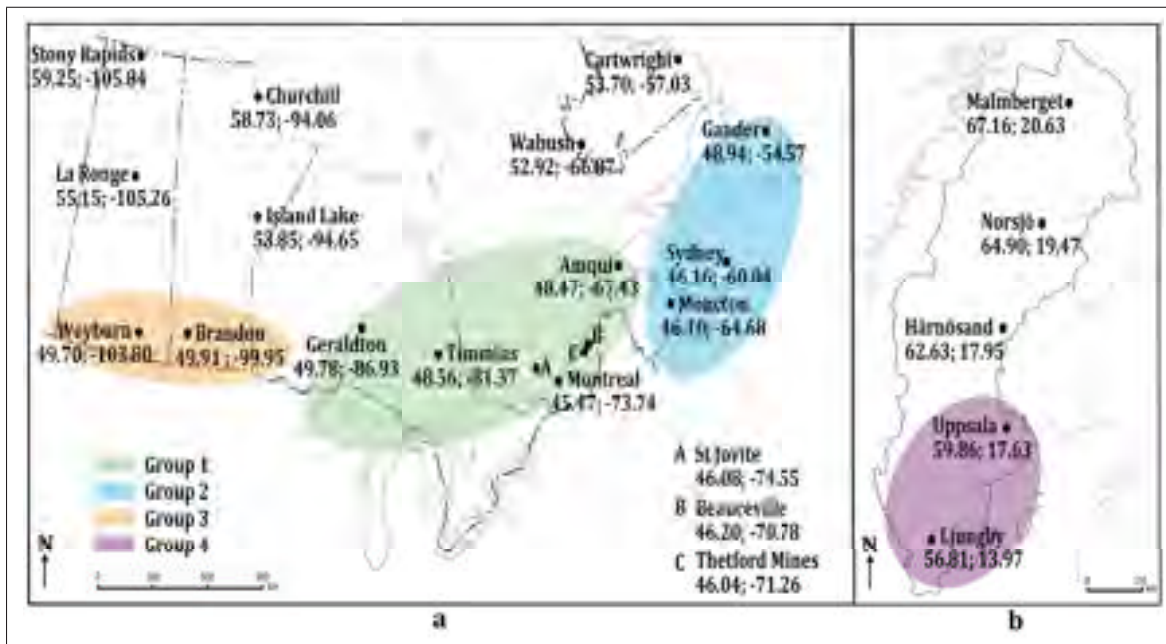 Stony Rapids
59.25; -105.84
Churchill
58.73; -94.06
La Ronge
55.15; -105.26
Island Lake
53.85; -94.65
Cartwright
53.70; -57.03
Wabush
52.92; -66.87
Gander
48.94; -54.57
Sydney
46.16; -60.04
Moncton
46.10; -64.68
Amqui
48.47; -67.43
Weyburn
49.70; -103.80
Brandon
49.91; -99.95
Geraldton
49.78; -86.93
Timmins
48.56; -81.37
A
B
C
Montreal
45.47; -73.74
Group 1
Group 2
Group 3
Group 4
N
A St Jovite
46.08; -74.55
B Beauceville
46.20; -70.78
C Thetford Mines
46.04; -71.26
a
Malmberget
67.16; 20.63
Norsjö
64.90; 19.47
Härnösand
62.63; 17.95
Uppsala
59.86; 17.63
Ljungby
56.81; 13.97
N
b